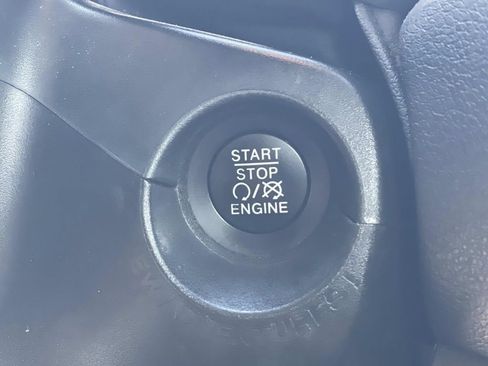 START
STOP
/
ENGINE